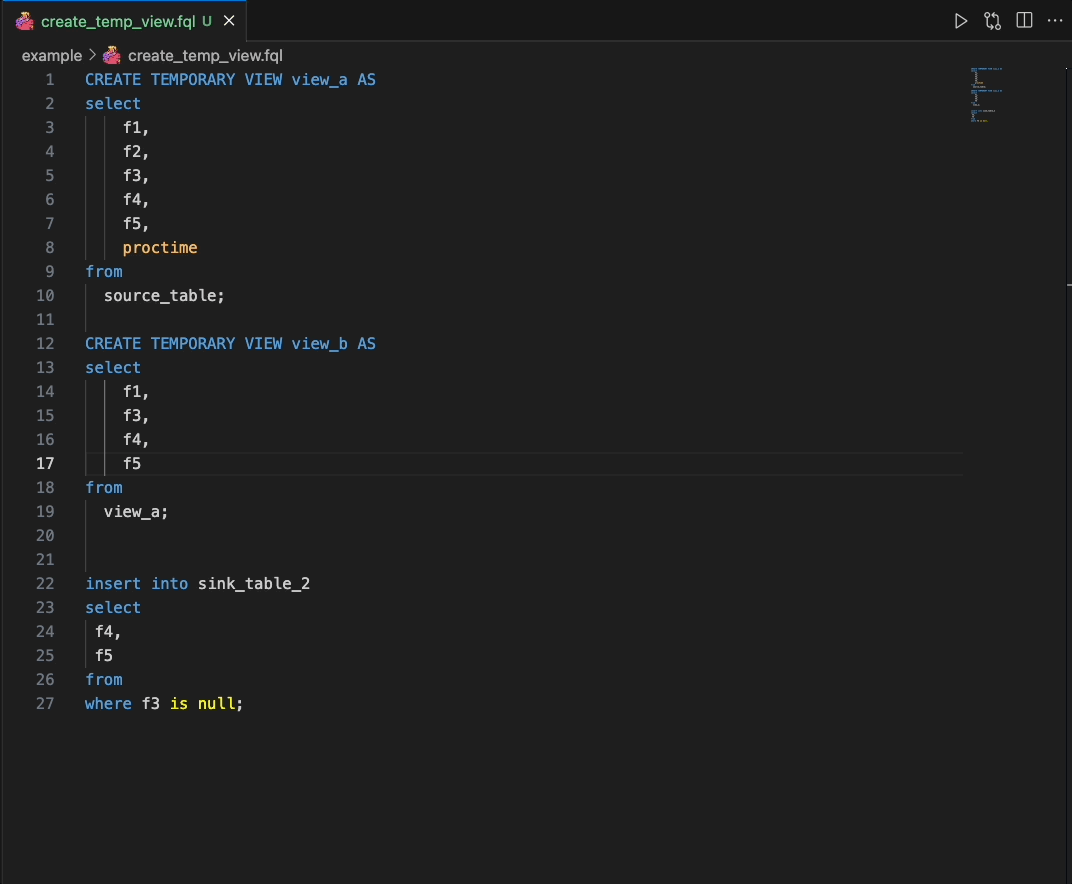 create_temp_view.fql U
example > create_temp_view.fql
1 CREATE TEMPORARY VIEW view_a AS
2 select
3 f1,
4 f2,
5 f3,
6 f4,
7 f5,
8 proctime
9 from
10 source_table;
11
12 CREATE TEMPORARY VIEW view_b AS
13 select
14 f1,
15 f3,
16 f4,
17 f5
18 from
19 view_a;
20
21
22 insert into sink_table_2
23 select
24 f4,
25 f5
26 from
27 where f3 is null;